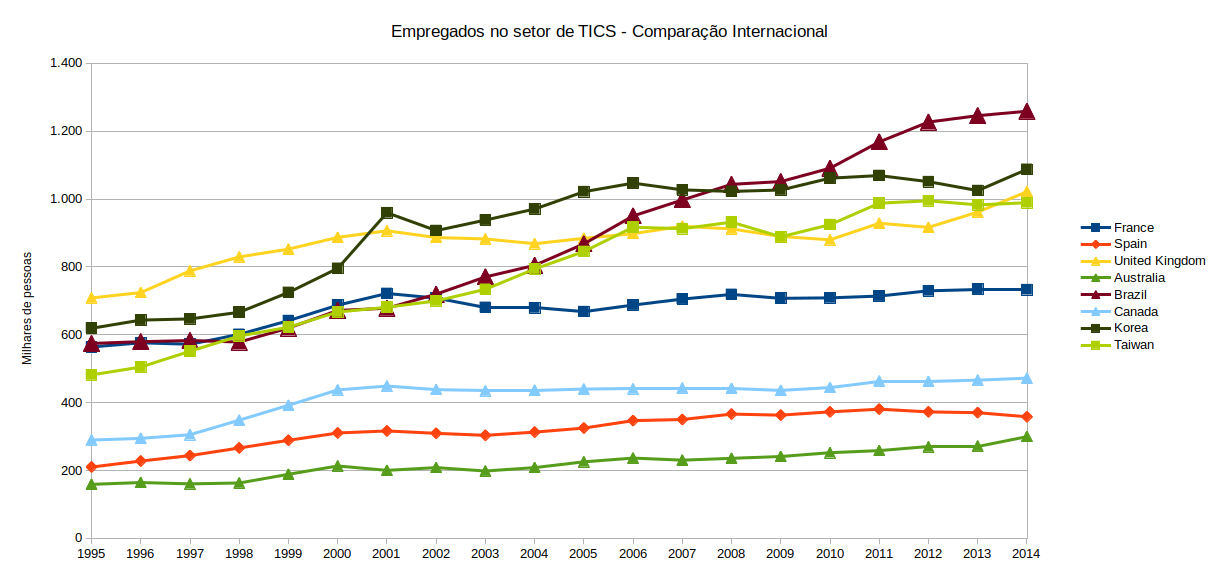 Empregados no setor de TICS - Comparação Internacional
Milhares de pessoas
1.400
1.200
1.000
800
600
400
200
0
1995 1996 1997 1998 1999 2000 2001 2002 2003 2004 2005 2006 2007 2008 2009 2010 2011 2012 2013 2014
France
Spain
United Kingdom
Australia
Brazil
Canada
Korea
Taiwan